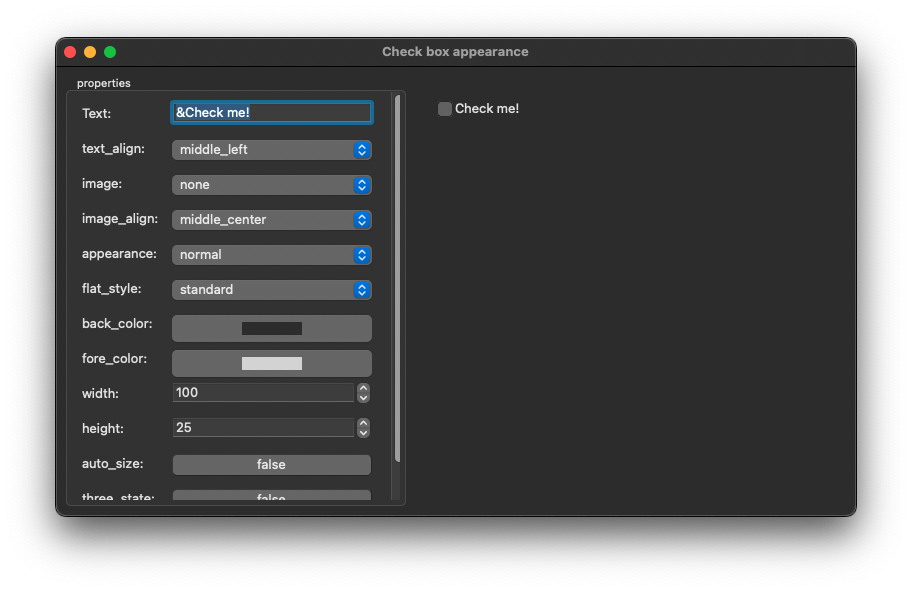 Check box appearance
properties
Text: &Check me!
Check me!
text_align: middle_left
image: none
image_align: middle_center
appearance: normal
flat_style: standard
back_color:
fore_color:
width: 100
height: 25
auto_size: false
three_state: false